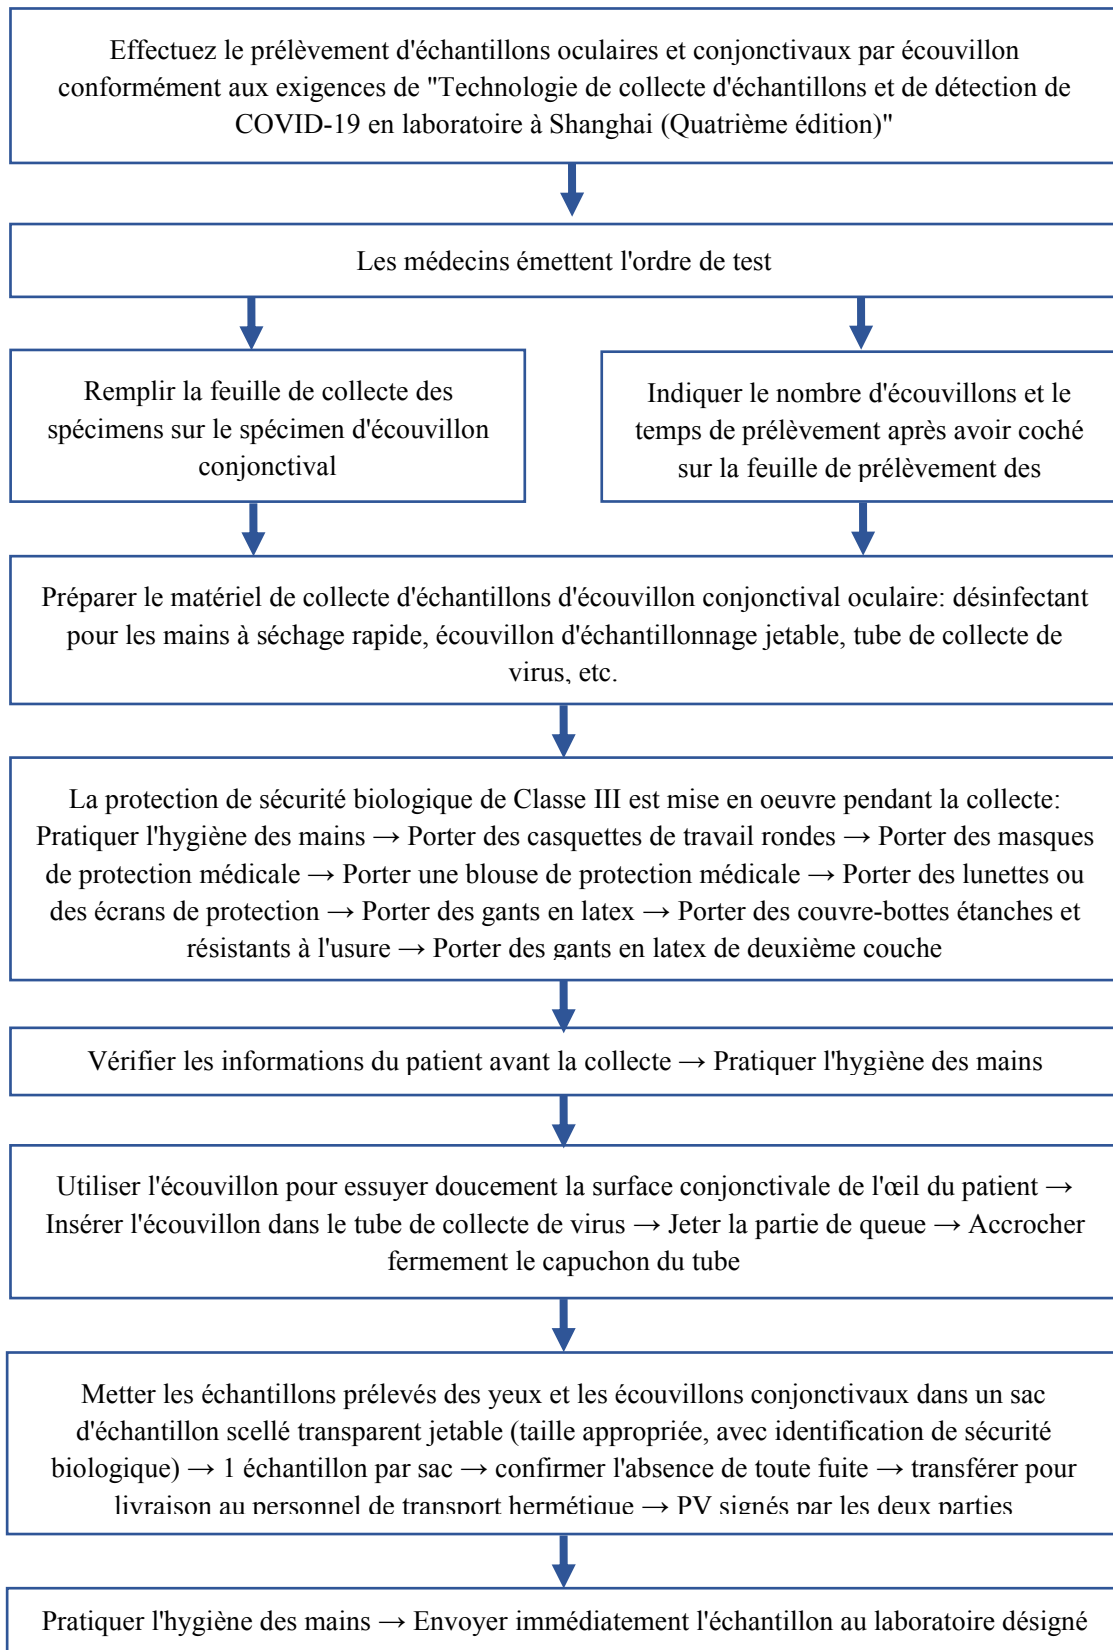 Effectuez le prélèvement d'échantillons oculaires et conjonctivaux par écouvillon
conformément aux exigences de "Technologie de collecte d'échantillons et de détection de
COVID-19 en laboratoire à Shanghai (Quatrième édition)"
Les médecins émettent l'ordre de test
Remplir la feuille de collecte des
spécimens sur le spécimen d'écouvillon
conjonctival
Indiquer le nombre d'écouvillons et le
temps de prélèvement après avoir coché
sur la feuille de prélèvement des
Préparer le matériel de collecte d'échantillons d'écouvillon conjonctival oculaire: désinfectant
pour les mains à séchage rapide, écouvillon d'échantillonnage jetable, tube de collecte de
virus, etc.
La protection de sécurité biologique de Classe III est mise en oeuvre pendant la collecte:
Pratiquer l'hygiène des mains → Porter des casquettes de travail rondes → Porter des masques
de protection médicale → Porter une blouse de protection médicale → Porter des lunettes ou
des écrans de protection → Porter des gants en latex → Porter des couvre-bottes étanches et
résistants à l'usure → Porter des gants en latex de deuxième couche
Vérifier les informations du patient avant la collecte → Pratiquer l'hygiène des mains
Utiliser l'écouvillon pour essuyer doucement la surface conjonctivale de l'œil du patient →
Insérer l'écouvillon dans le tube de collecte de virus → Jeter la partie de queue → Accrocher
fermement le capuchon du tube
Metter les échantillons prélevés des yeux et les écouvillons conjonctivaux dans un sac
d'échantillon scellé transparent jetable (taille appropriée, avec identification de sécurité
biologique) → 1 échantillon par sac → confirmer l'absence de toute fuite → transférer pour
livraison au personnel de transport hermétique → PV signés par les deux parties
Pratiquer l'hygiène des mains → Envoyer immédiatement l'échantillon au laboratoire désigné